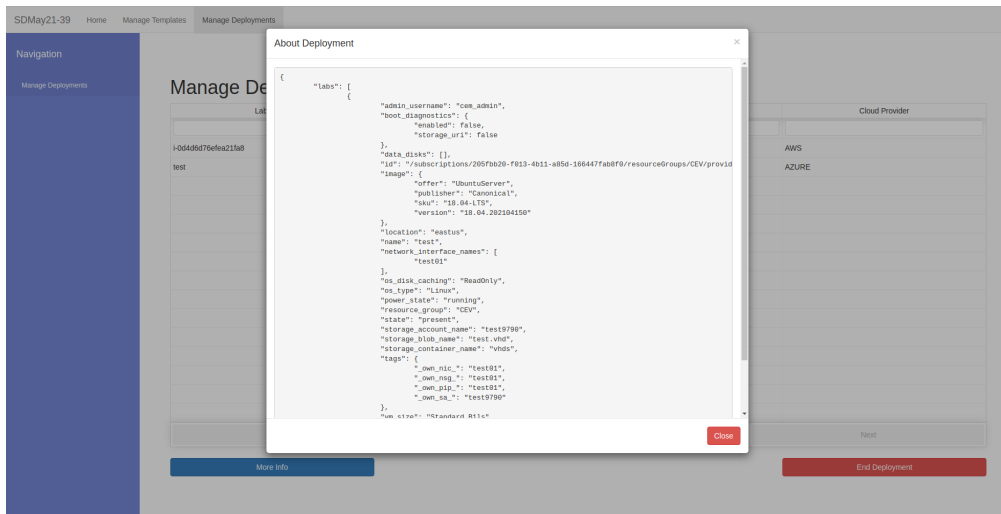 SDMay21-39 Home Manage Templates Manage Deployments
Navigation
Manage Deployments
Manage De
Lab
Cloud Provider
i-0d4d6d76efea21fa8
AWS
test
AZURE
Next
More Info
End Deployment
About Deployment ×
{
"labs": [
{
"admin_username": "cem_admin",
"boot_diagnostics": {
"enabled": false,
"storage_uri": false
},
"data_disks": [],
"id": "/subscriptions/205fbb20-f013-4b11-a85d-166447fab8f0/resourceGroups/CEV/provid
"image": {
"offer": "UbuntuServer",
"publisher": "Canonical",
"sku": "18.04-LTS",
"version": "18.04.202104150"
},
"location": "eastus",
"name": "test",
"network_interface_names": [
"test01"
],
"os_disk_caching": "ReadOnly",
"os_type": "Linux",
"power_state": "running",
"resource_group": "CEV",
"state": "present",
"storage_account_name": "test9790",
"storage_blob_name": "test.vhd",
"storage_container_name": "vhds",
"tags": {
"_own_nic_": "test01",
"_own_nsg_": "test01",
"_own_pip_": "test01",
"_own_sa_": "test9790"
},
"vm_size": "Standard_B1ls"
Close